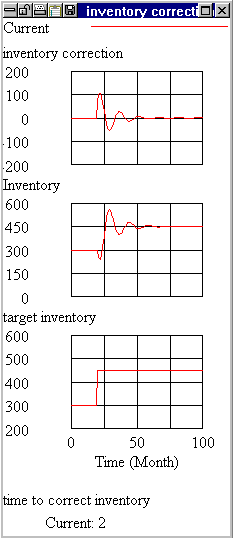 inventory correcti
Current
inventory correction
200
100
0
-100
-200
Inventory
600
450
300
150
0
target inventory
600
500
400
300
200
0 50 100
Time (Month)
time to correct inventory
Current: 2